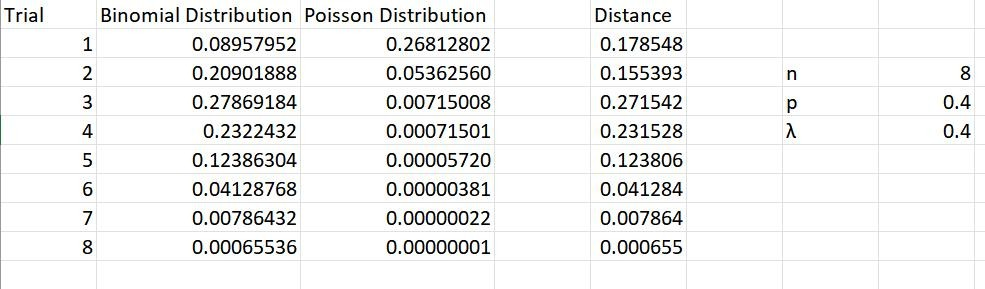 Trial Binomial Distribution Poisson Distribution Distance
1 0.08957952 0.26812802 0.178548
2 0.20901888 0.05362560 0.155393 n 8
3 0.27869184 0.00715008 0.271542 p 0.4
4 0.2322432 0.00071501 0.231528 λ 0.4
5 0.12386304 0.00005720 0.123806
6 0.04128768 0.00000381 0.041284
7 0.00786432 0.00000022 0.007864
8 0.00065536 0.00000001 0.000655